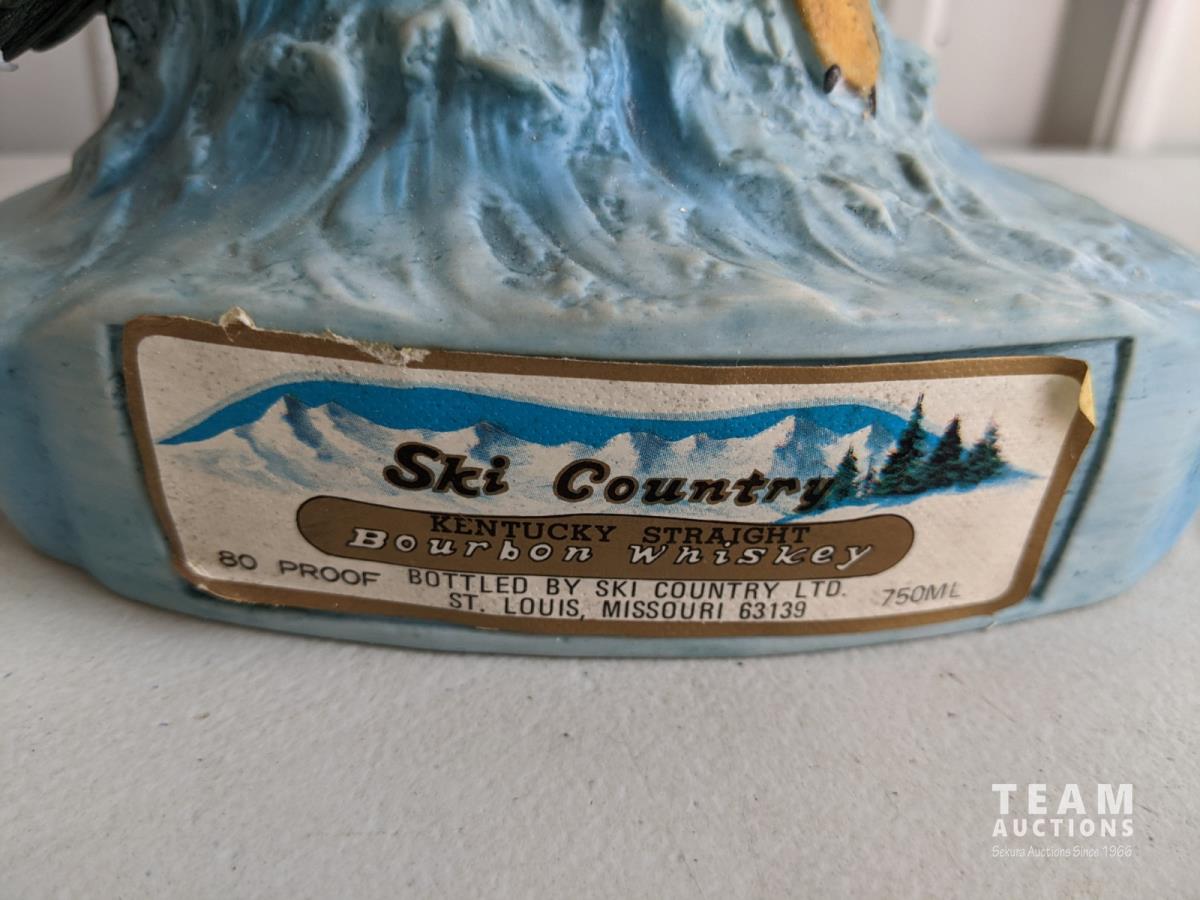 Ski Country
KENTUCKY STRAIGHT
Bourbon Whiskey
80 PROOF
BOTTLED BY SKI COUNTRY LTD.
ST. LOUIS, MISSOURI 63139
750ML
TEAM
AUCTIONS
Sekura Auctions Since 1966